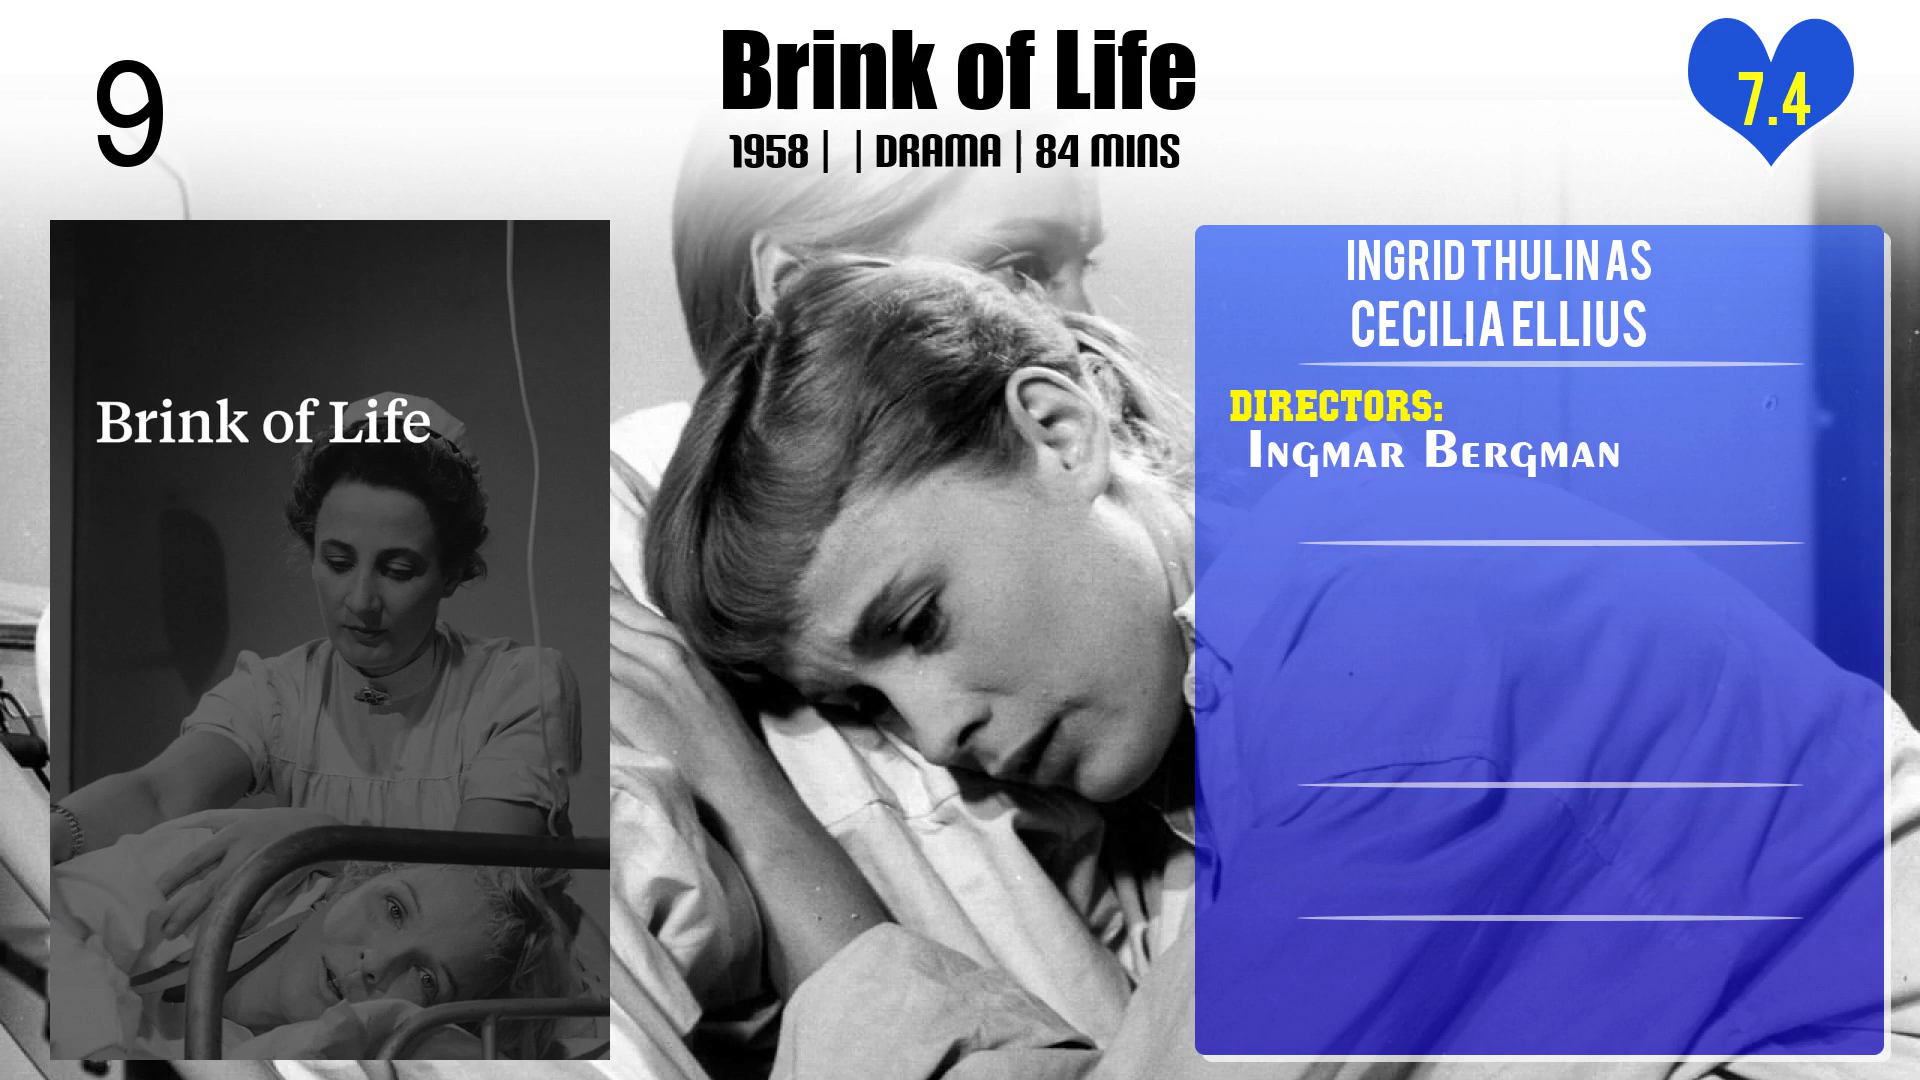 9
Brink of Life
1958 | | DRAMA | 84 MINS
7.4
Brink of Life
INGRID THULIN AS
CECILIA ELLIUS
DIRECTORS:
Ingmar Bergman